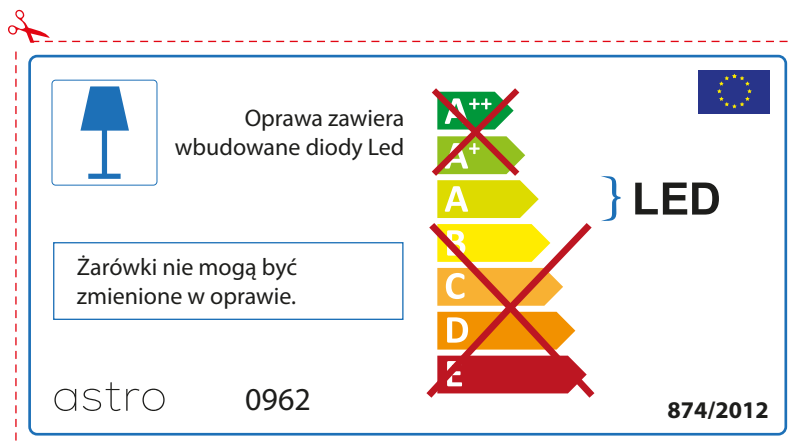 Oprawa zawiera
wbudowane diody Led
A++
A+
A
B
C
D
E
LED
Żarówki nie mogą być
zmienione w oprawie.
astro
0962
874/2012